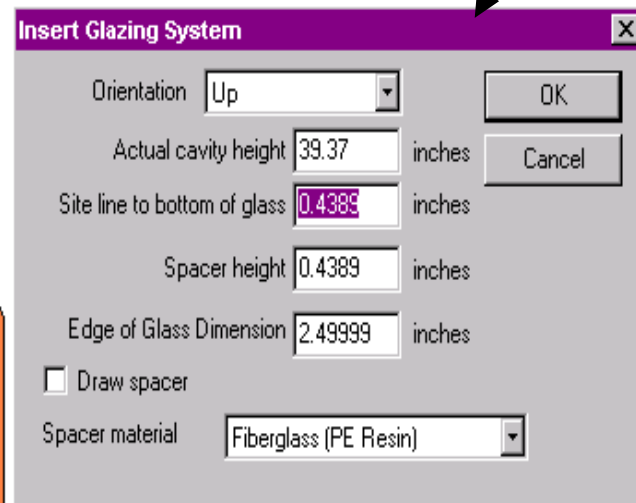 Insert Glazing System
Orientation Up OK
Actual cavity height 39.37 inches Cancel
Site line to bottom of glass 0.4389 inches
Spacer height 0.4389 inches
Edge of Glass Dimension 2.49999 inches
Draw spacer
Spacer material Fiberglass (PE Resin)